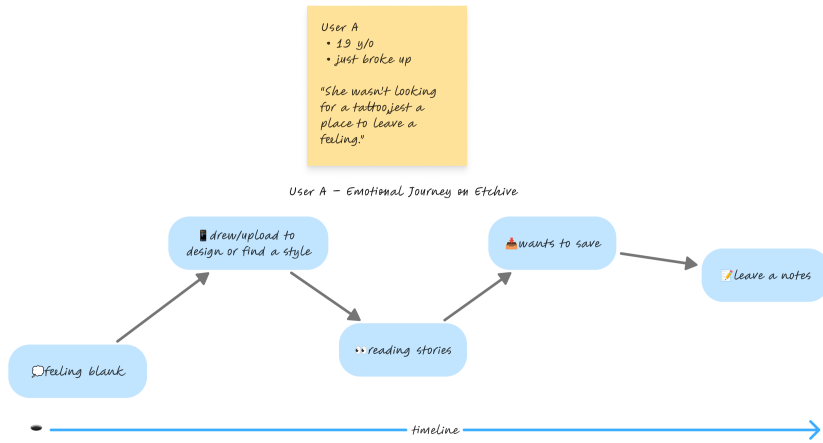 User A
• 19 y/o
• just broke up
"She wasn't looking
for a tattoo,jest a
place to leave a
feeling."
User A – Emotional Journey on Etchive
📱drew/upload to
design or find a style
📥wants to save
📝leave a notes
👀reading stories
💭feeling blank
timeline